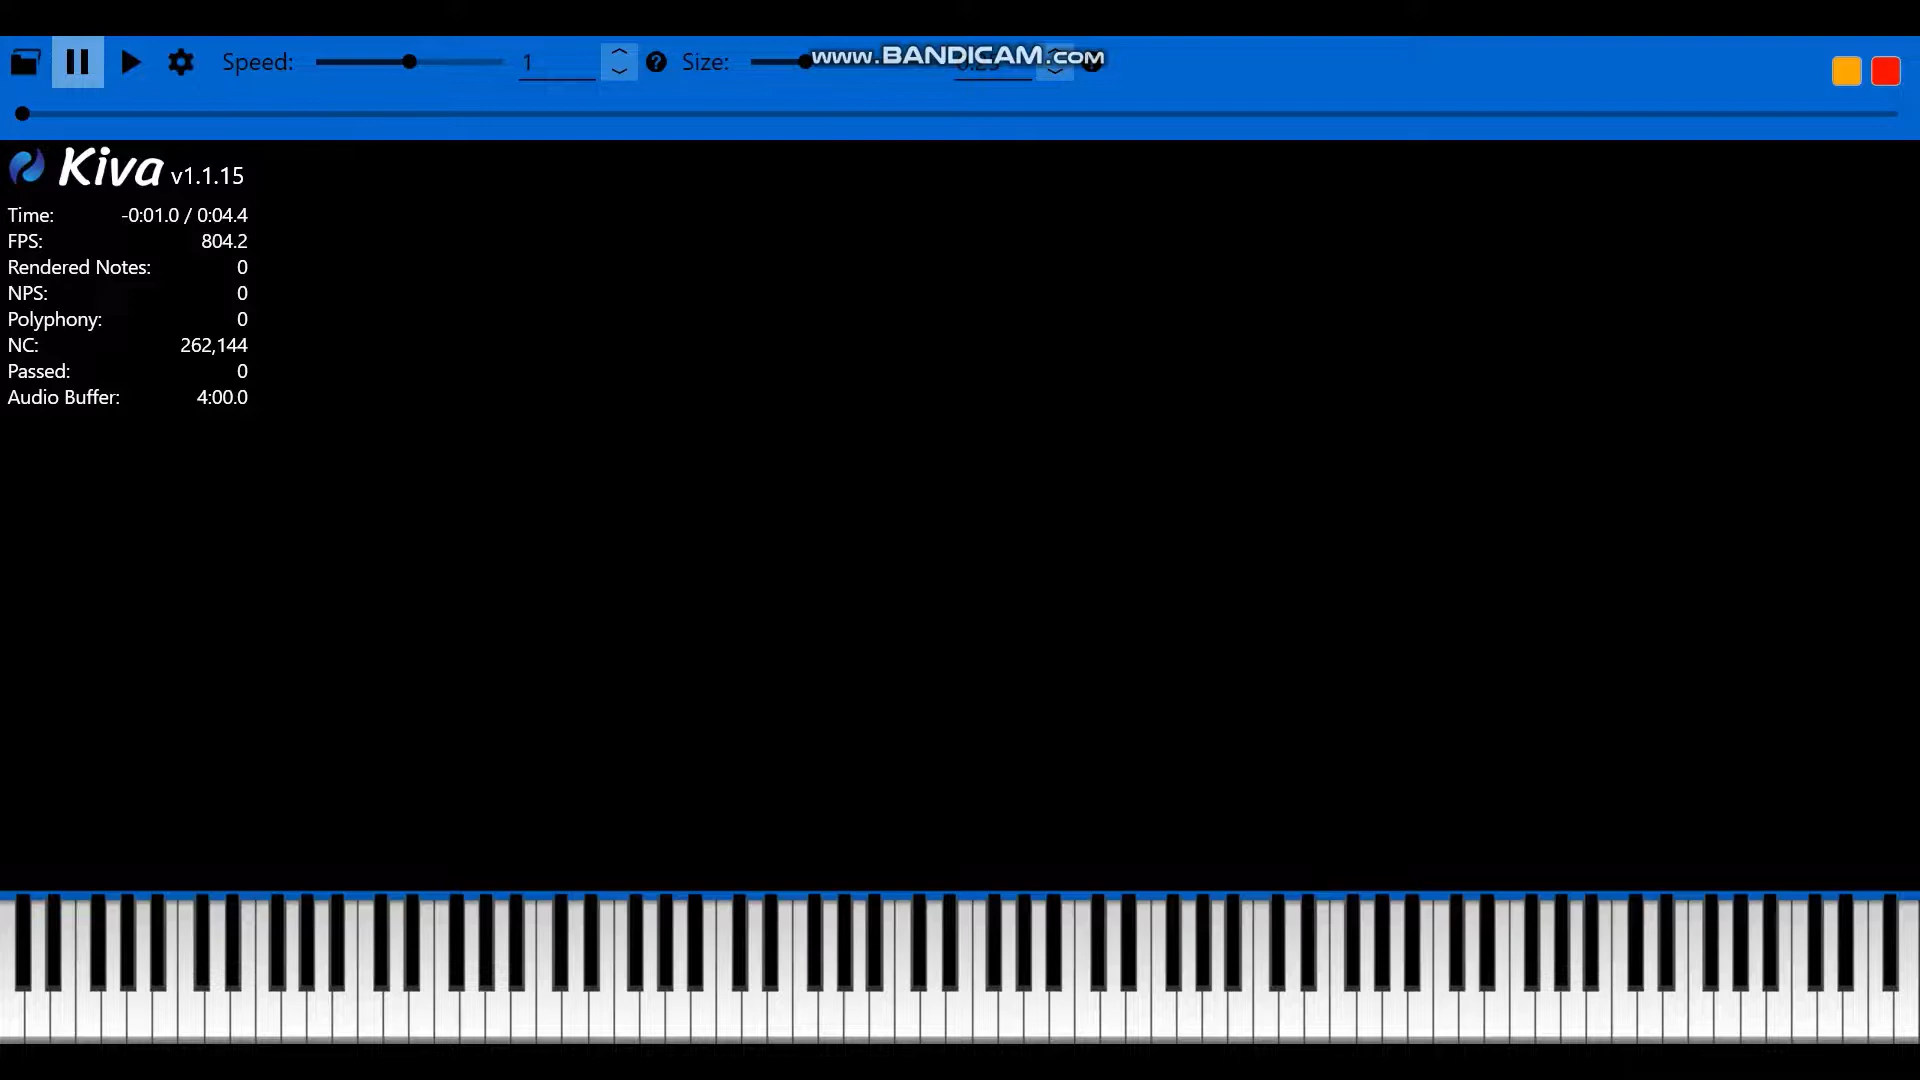 Speed: 1 Size:
www.BANDICAM.com
Kiva v1.1.15
Time: -0:01.0 / 0:04.4
FPS: 804.2
Rendered Notes: 0
NPS: 0
Polyphony: 0
NC: 262,144
Passed: 0
Audio Buffer: 4:00.0